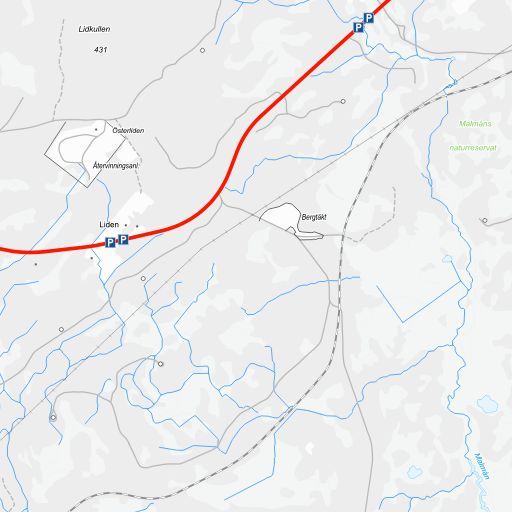 P
P
Lidkullen
431
Österliden
Återvinningsanl.
Malmåns
naturreservat
Bergtäkt
Liden
P P
Malmån